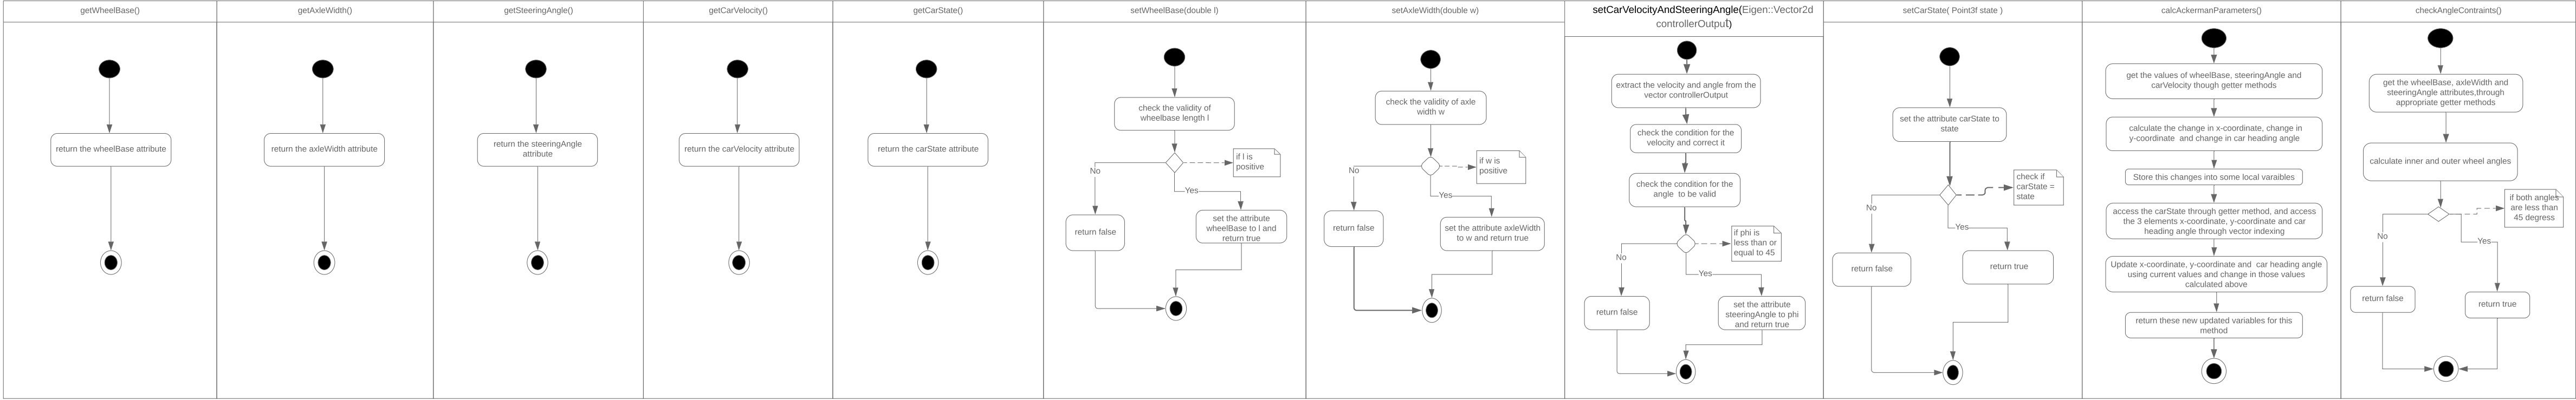 getWheelBase()
return the wheelBase attribute
getAxleWidth()
return the axleWidth attribute
getSteeringAngle()
return the steeringAngle
attribute
getCarVelocity()
return the carVelocity attribute
getCarState()
return the carState attribute
setWheelBase(double l)
check the validity of
wheelbase length l
if l is
positive
No
Yes
return false
set the attribute
wheelBase to l and
return true
setAxleWidth(double w)
check the validity of axle
width w
if w is
positive
No
Yes
return false
set the attribute axleWidth
to w and return true
setCarVelocityAndSteeringAngle(Eigen::Vector2d
controllerOutput)
extract the velocity and angle from the
vector controllerOutput
check the condition for the
velocity and correct it
check the condition for the
angle to be valid
if phi is
less than or
equal to 45
No
Yes
return false
set the attribute
steeringAngle to phi
and return true
setCarState( Point3f state )
set the attribute carState to
state
check if
carState =
state
No
Yes
return false
return true
calcAckermanParameters()
get the values of wheelBase, steeringAngle and
carVelocity though getter methods
calculate the change in x-coordinate, change in
y-coordinate and change in car heading angle
Store this changes into some local varaibles
access the carState through getter method, and access
the 3 elements x-coordinate, y-coordinate and car
heading angle through vector indexing
Update x-coordinate, y-coordinate and car heading angle
using current values and change in those values
calculated above
return these new updated variables for this
method
checkAngleContraints()
get the wheelBase, axleWidth and
steeringAngle attributes,through
appropriate getter methods
calculate inner and outer wheel angles
if both angles
are less than
45 degress
No
Yes
return false
return true